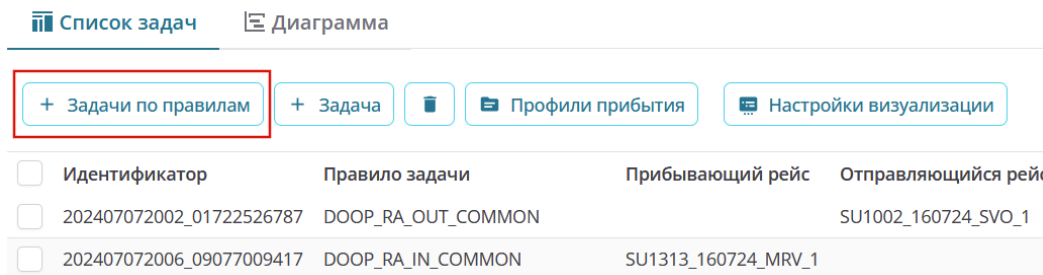 Список задач Диаграмма
+ Задачи по правилам + Задача Профили прибытия Настройки визуализации
Идентификатор Правило задачи Прибывающий рейс Отправляющийся рейс
202407072002_01722526787 DOOP_RA_OUT_COMMON SU1002_160724_SVO_1
202407072006_09077009417 DOOP_RA_IN_COMMON SU1313_160724_MRV_1